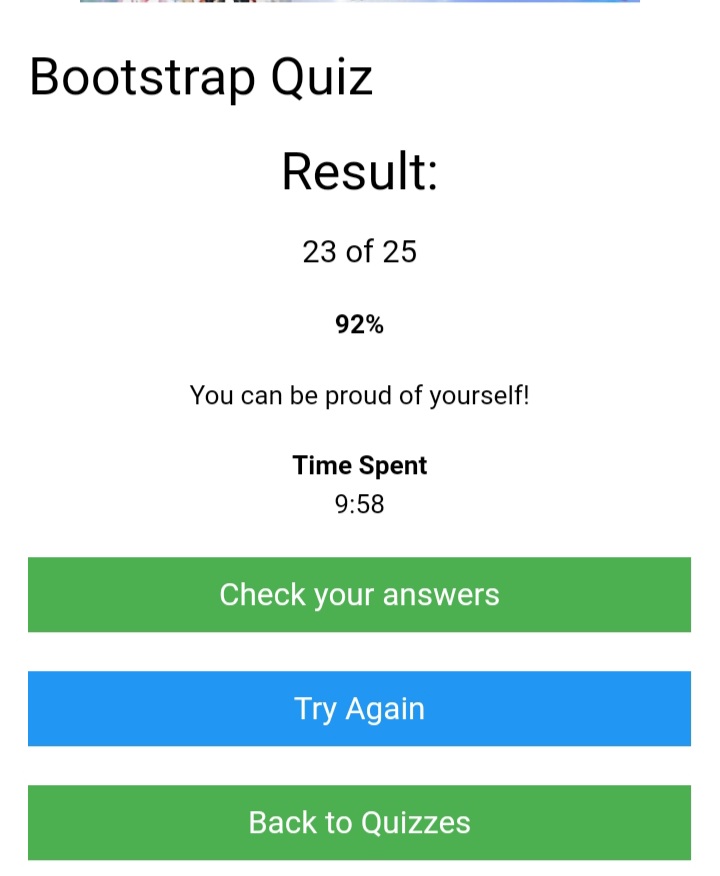 Bootstrap Quiz
Result:
23 of 25
92%
You can be proud of yourself!
Time Spent
9:58
Check your answers
Try Again
Back to Quizzes